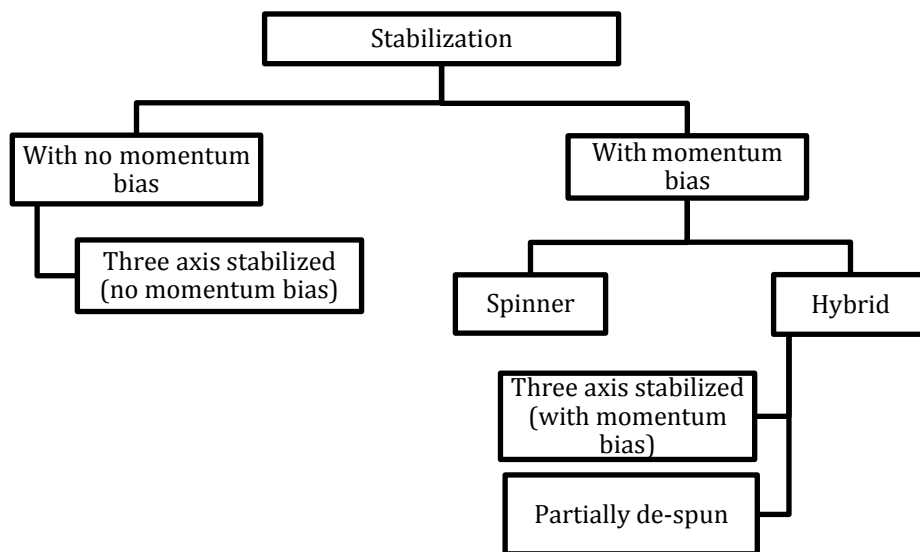 Stabilization
With no momentum
bias
With momentum
bias
Three axis stabilized
(no momentum bias)
Spinner
Hybrid
Three axis stabilized
(with momentum
bias)
Partially de-spun